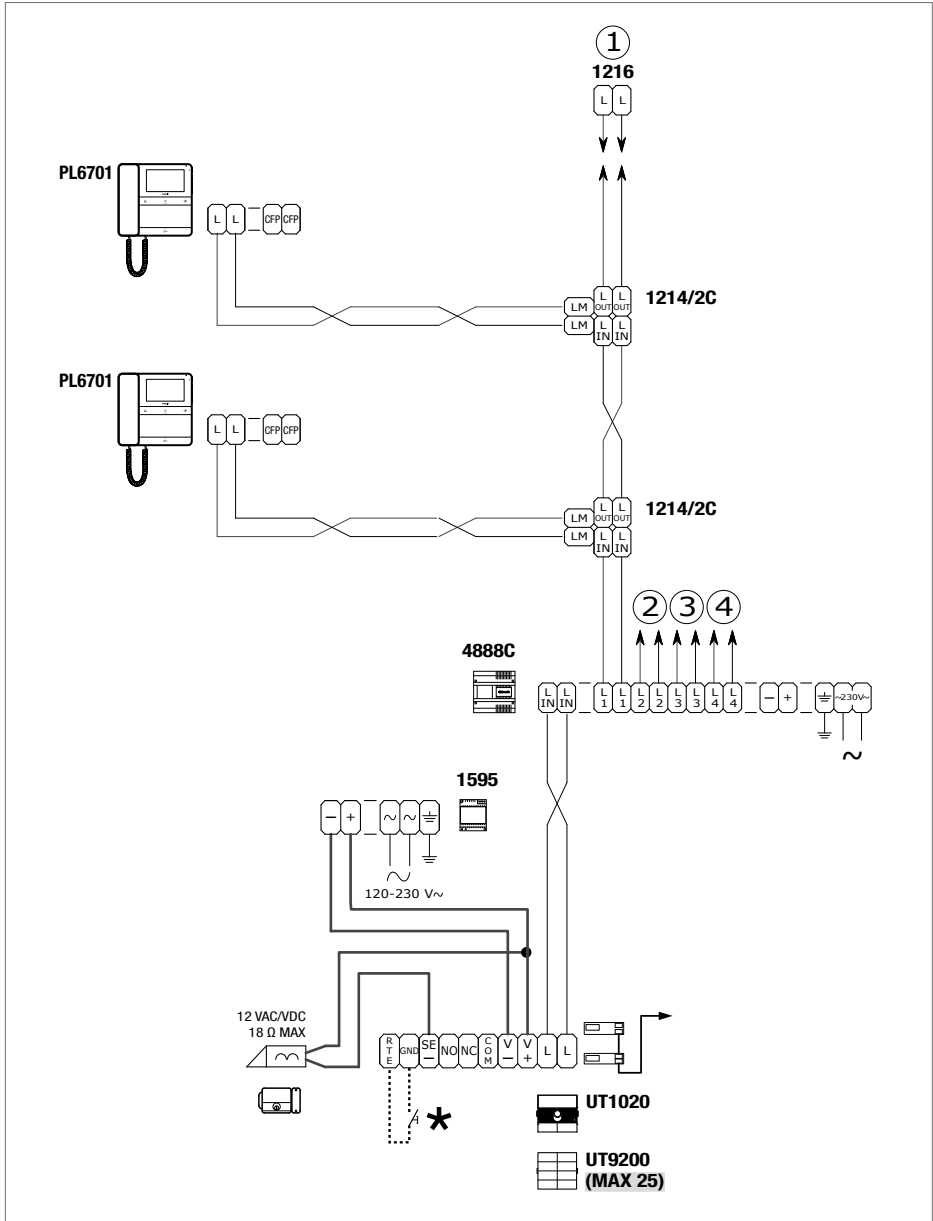 ①
1216
L L
PL6701
L L CFP CFP
1214/2C
LM L OUT L OUT
LM L IN L IN
PL6701
L L CFP CFP
1214/2C
LM L OUT L OUT
LM L IN L IN
② ③ ④
4888C
L IN L IN L 1 L 1 L 2 L 2 L 3 L 3 L 4 L 4 − + ~230V~
~
1595
− + ~ ~
~
120-230 V~
12 VAC/VDC
18 Ω MAX
RTE GND SE − NO NC COM V − V + L L
*
UT1020
UT9200
(MAX 25)